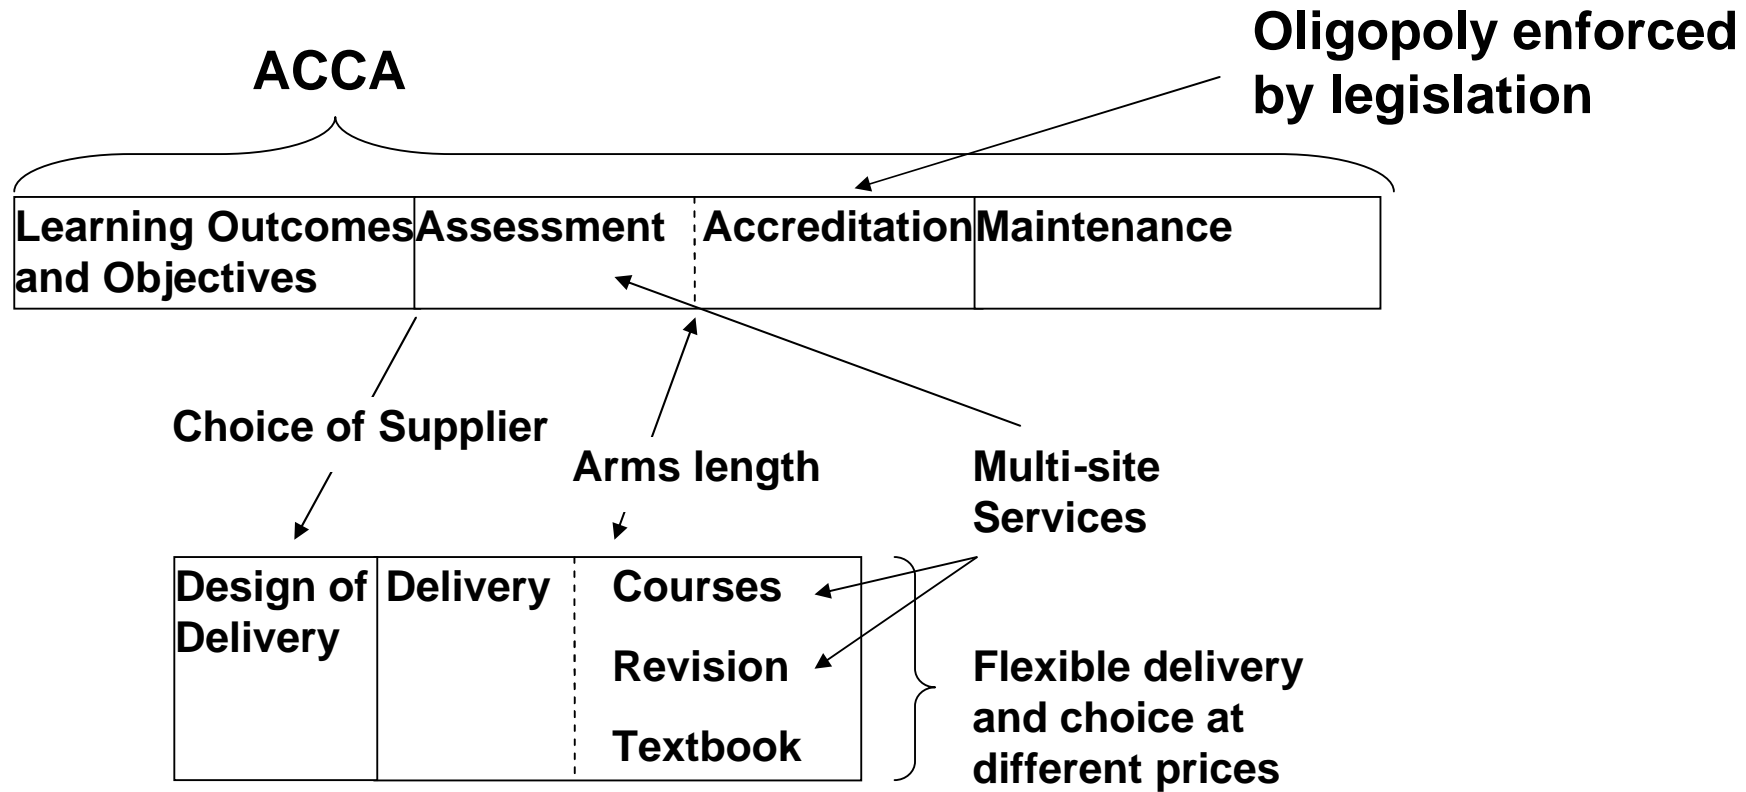 Oligopoly enforced
by legislation
ACCA
Learning Outcomes
and Objectives
Assessment
Accreditation
Maintenance
Choice of Supplier
Arms length
Multi-site
Services
Design of
Delivery
Delivery
Courses
Revision
Textbook
Flexible delivery
and choice at
different prices